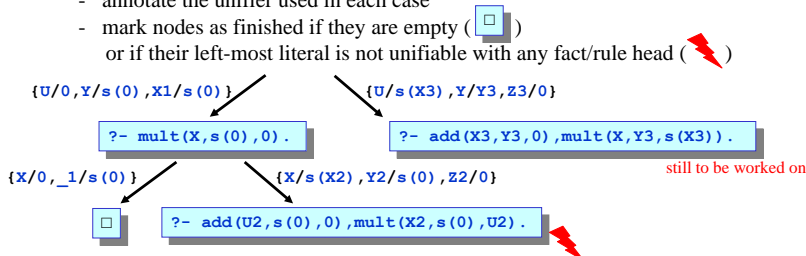 - annotate the unifier used in each case
- mark nodes as finished if they are empty ( □ )
or if their left-most literal is not unifiable with any fact/rule head ( )
{U/0,Y/s(0),X1/s(0)} {U/s(X3),Y/Y3,Z3/0}
?- mult(X,s(0),0). ?- add(X3,Y3,0),mult(X,Y3,s(X3)).
still to be worked on
{X/0,_1/s(0)} {X/s(X2),Y2/s(0),Z2/0}
□ ?- add(U2,s(0),0),mult(X2,s(0),U2).